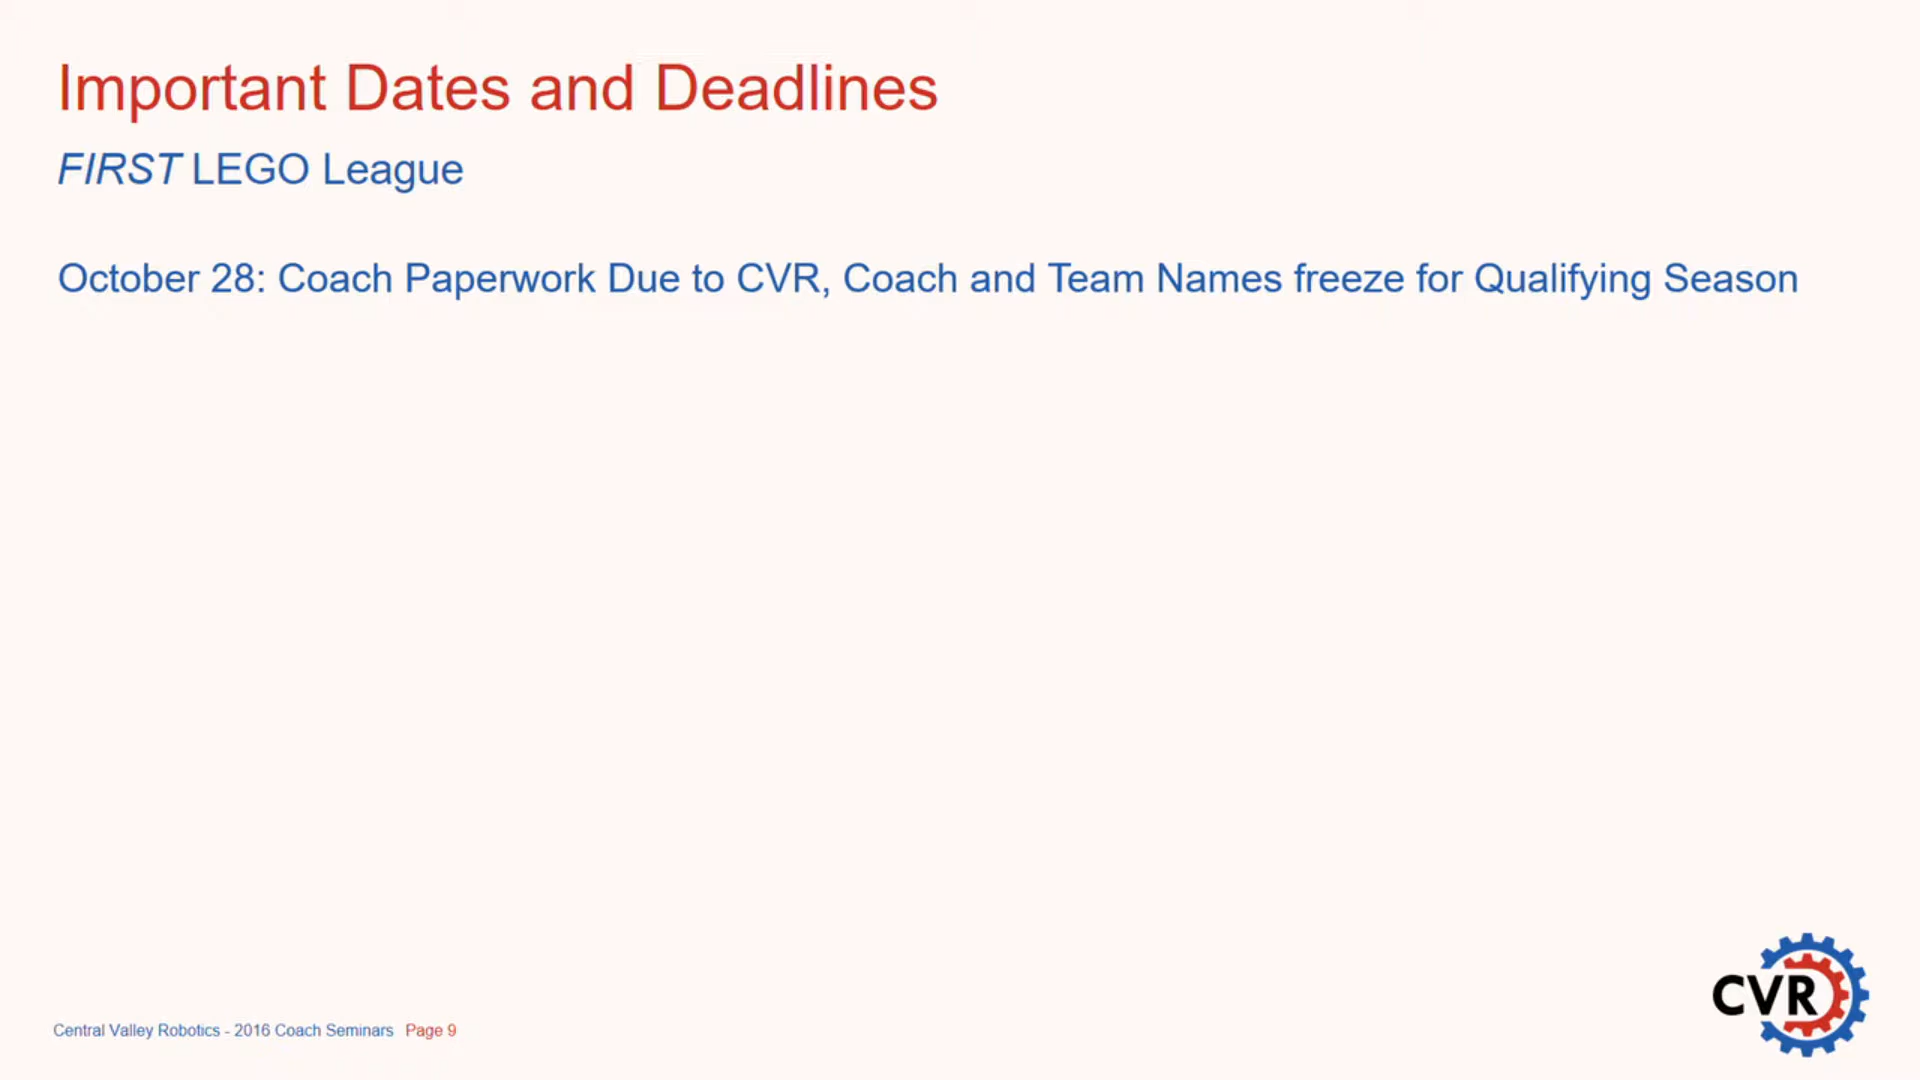 Important Dates and Deadlines
FIRST LEGO League
October 28: Coach Paperwork Due to CVR, Coach and Team Names freeze for Qualifying Season
CVR
Central Valley Robotics - 2016 Coach Seminars Page 9